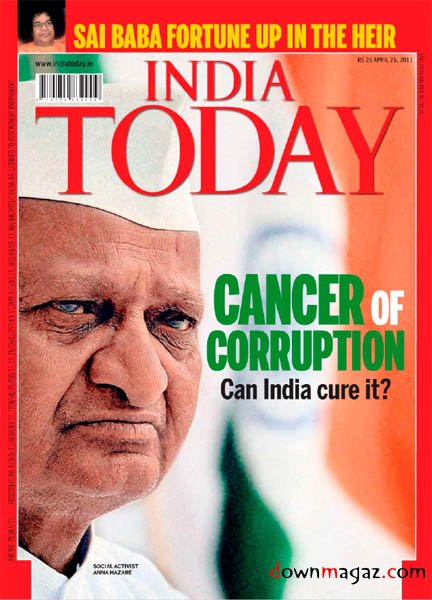 SAI BABA FORTUNE UP IN THE HEIR
www.indiatoday.in
RS 25 APRIL 25, 2011
INDIA
TODAY
CANCER OF
CORRUPTION
Can India cure it?
SOCIAL ACTIVIST
ANNA HAZARE
downmagaz.com